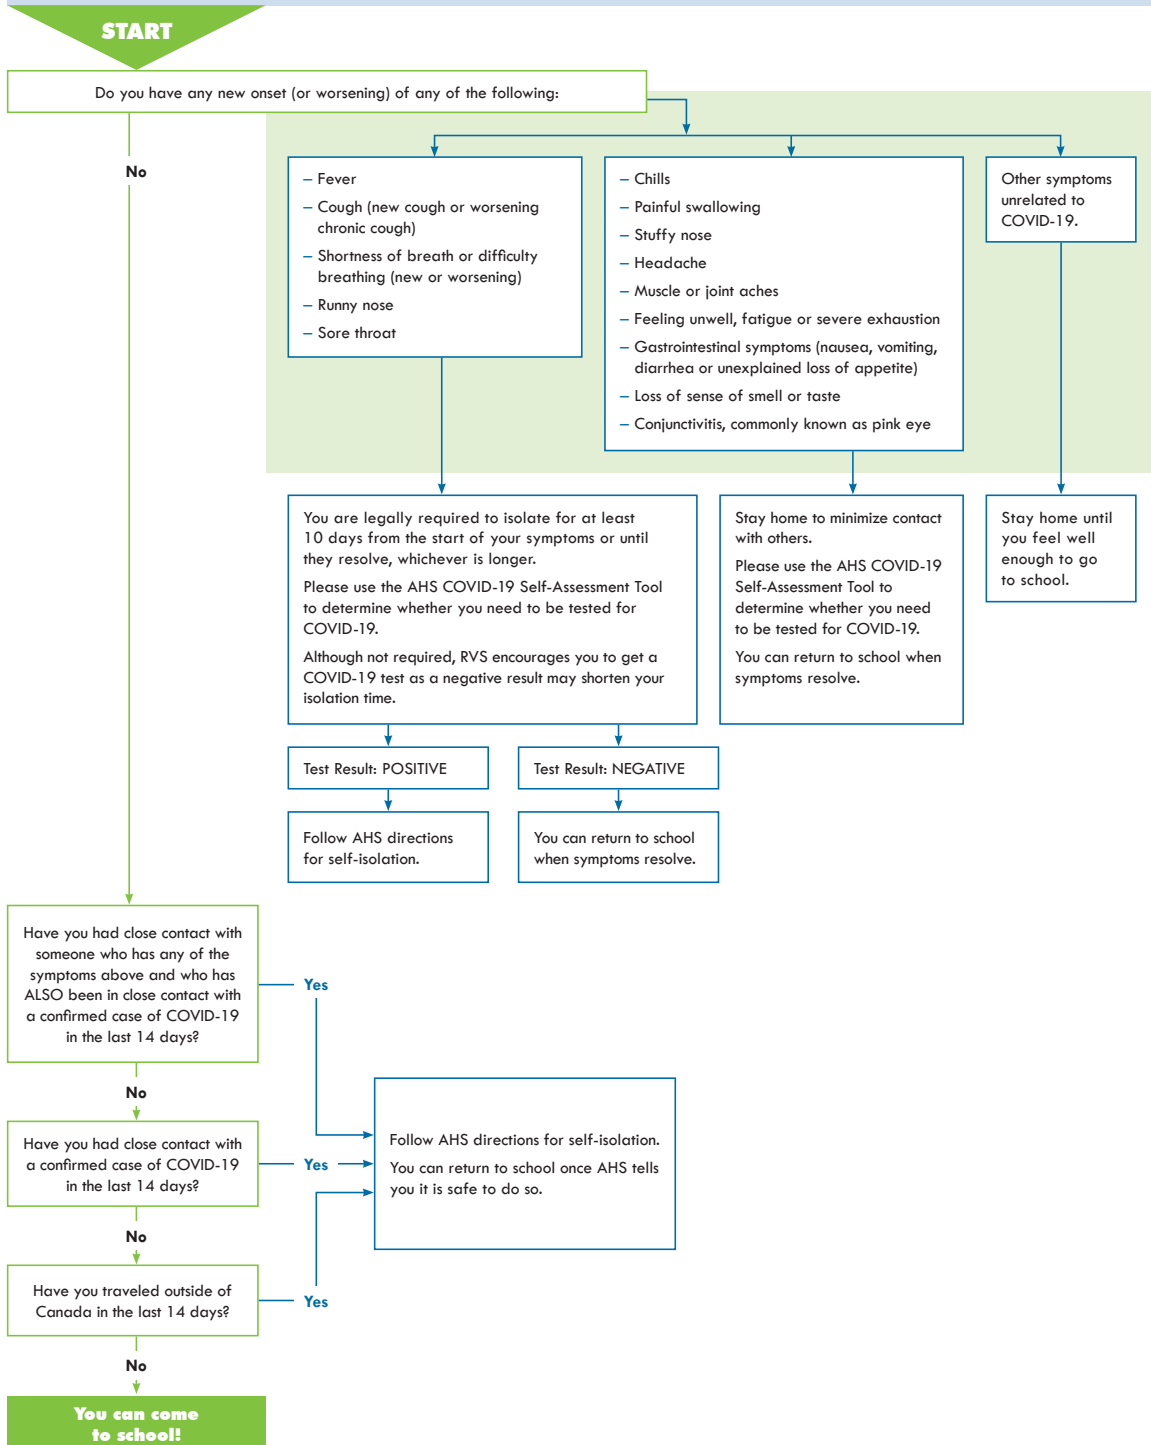 START
Do you have any new onset (or worsening) of any of the following:
No
– Fever
– Cough (new cough or worsening
chronic cough)
– Shortness of breath or difficulty
breathing (new or worsening)
– Runny nose
– Sore throat
– Chills
– Painful swallowing
– Stuffy nose
– Headache
– Muscle or joint aches
– Feeling unwell, fatigue or severe exhaustion
– Gastrointestinal symptoms (nausea, vomiting,
diarrhea or unexplained loss of appetite)
– Loss of sense of smell or taste
– Conjunctivitis, commonly known as pink eye
Other symptoms
unrelated to
COVID-19.
You are legally required to isolate for at least
10 days from the start of your symptoms or until
they resolve, whichever is longer.
Please use the AHS COVID-19 Self-Assessment Tool
to determine whether you need to be tested for
COVID-19.
Although not required, RVS encourages you to get a
COVID-19 test as a negative result may shorten your
isolation time.
Stay home to minimize contact
with others.
Please use the AHS COVID-19
Self-Assessment Tool to
determine whether you need
to be tested for COVID-19.
You can return to school when
symptoms resolve.
Stay home until
you feel well
enough to go
to school.
Test Result: POSITIVE
Test Result: NEGATIVE
Follow AHS directions
for self-isolation.
You can return to school
when symptoms resolve.
Have you had close contact with
someone who has any of the
symptoms above and who has
ALSO been in close contact with
a confirmed case of COVID-19
in the last 14 days?
Yes
No
Have you had close contact with
a confirmed case of COVID-19
in the last 14 days?
Yes
Follow AHS directions for self-isolation.
You can return to school once AHS tells
you it is safe to do so.
No
Have you traveled outside of
Canada in the last 14 days?
Yes
No
You can come
to school!